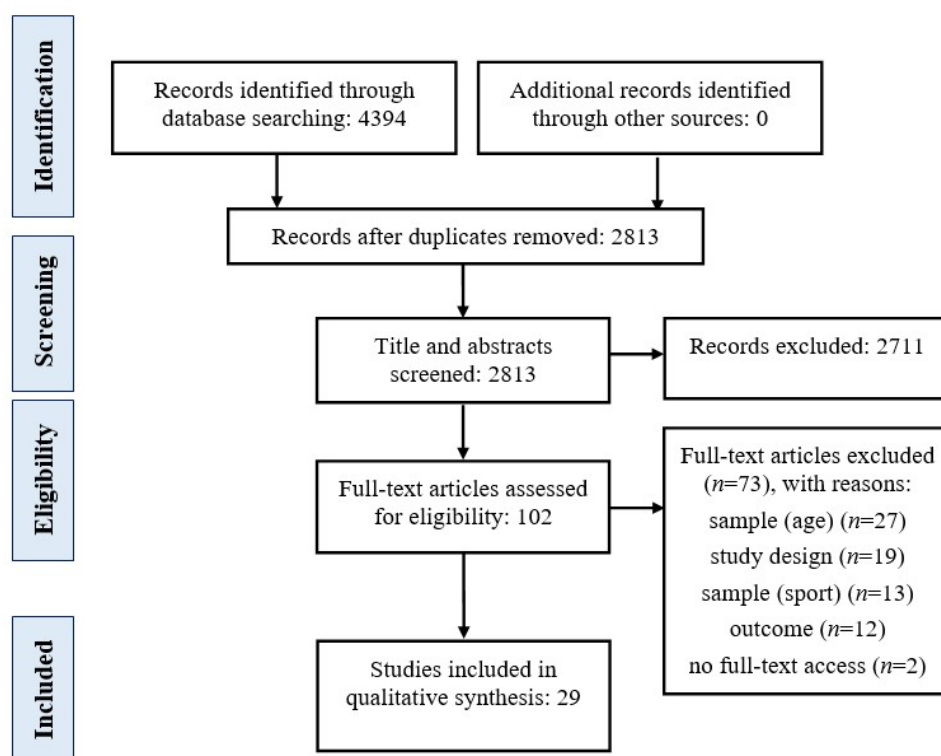 Identification
Records identified through
database searching: 4394
Additional records identified
through other sources: 0
Records after duplicates removed: 2813
Screening
Title and abstracts
screened: 2813
Records excluded: 2711
Eligibility
Full-text articles assessed
for eligibility: 102
Full-text articles excluded
(n=73), with reasons:
sample (age) (n=27)
study design (n=19)
sample (sport) (n=13)
outcome (n=12)
no full-text access (n=2)
Included
Studies included in
qualitative synthesis: 29